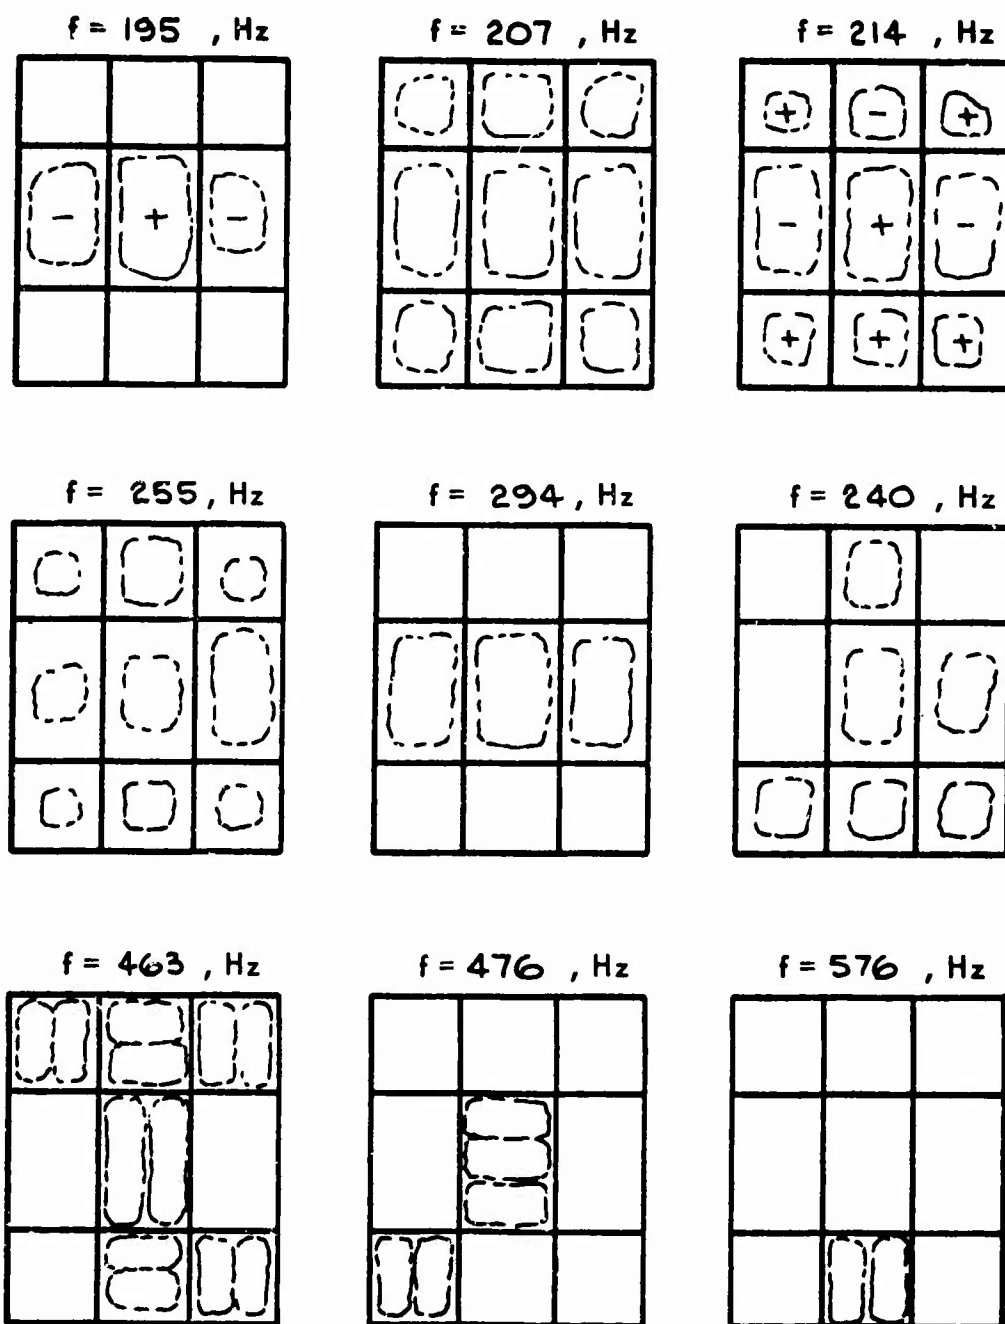 f = 195 , Hz
f = 207 , Hz
f = 214 , Hz
- + -
+ - +
- + -
+ + +
f = 255 , Hz
f = 294 , Hz
f = 240 , Hz
f = 463 , Hz
f = 476 , Hz
f = 576 , Hz